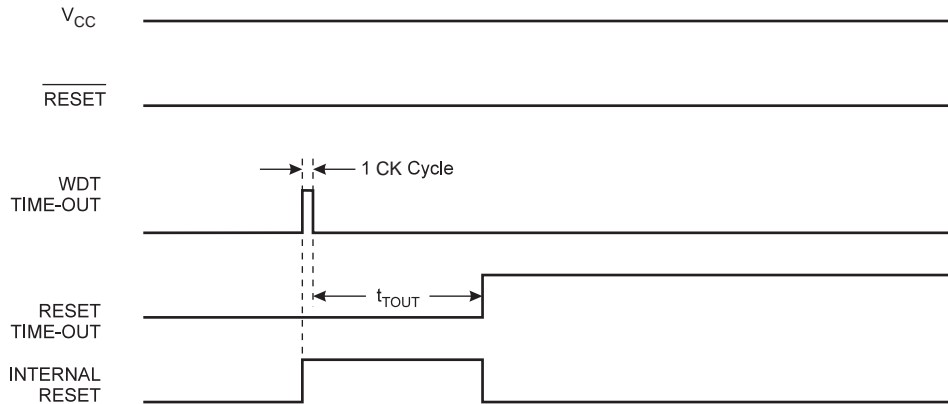 VCC
RESET
1 CK Cycle
WDT
TIME-OUT
tTOUT
RESET
TIME-OUT
INTERNAL
RESET